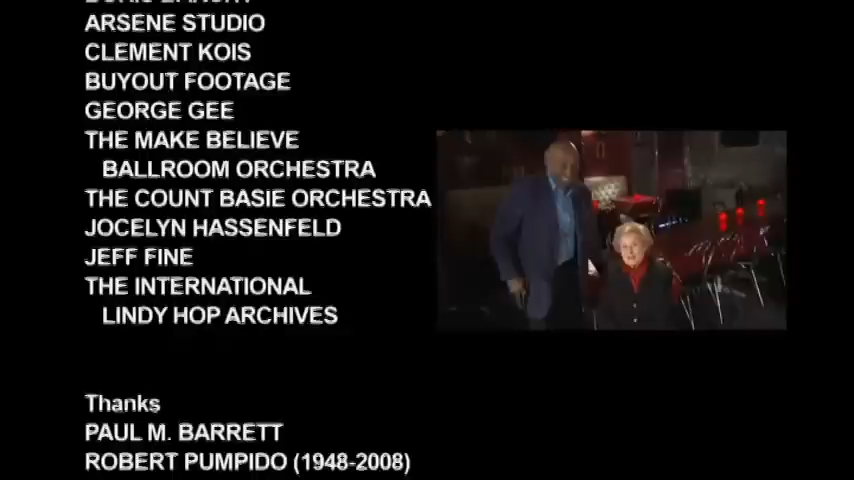 ARSENE STUDIO
CLEMENT KOIS
BUYOUT FOOTAGE
GEORGE GEE
THE MAKE BELIEVE
BALLROOM ORCHESTRA
THE COUNT BASIE ORCHESTRA
JOCELYN HASSENFELD
JEFF FINE
THE INTERNATIONAL
LINDY HOP ARCHIVES
Thanks
PAUL M. BARRETT
ROBERT PUMPIDO (1948-2008)